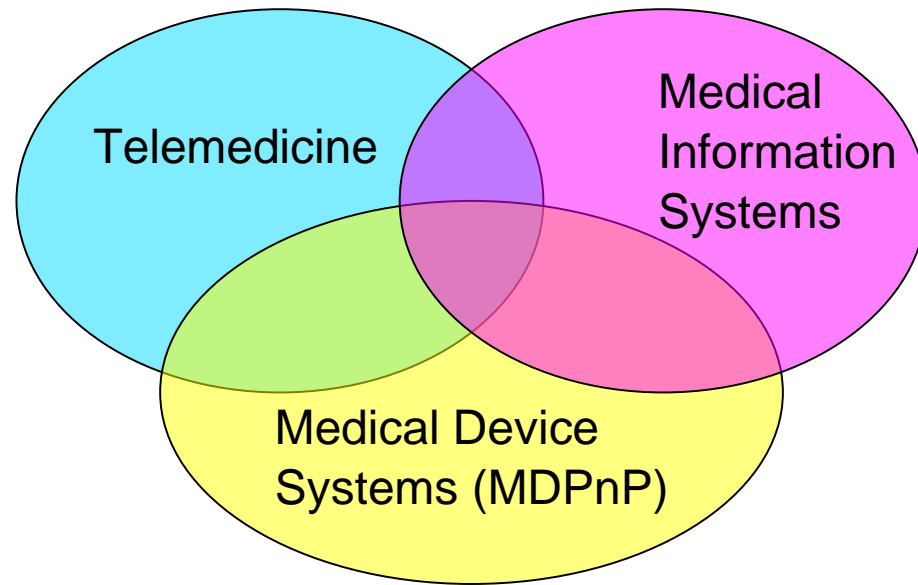 Telemedicine
Medical
Information
Systems
Medical Device
Systems (MDPnP)